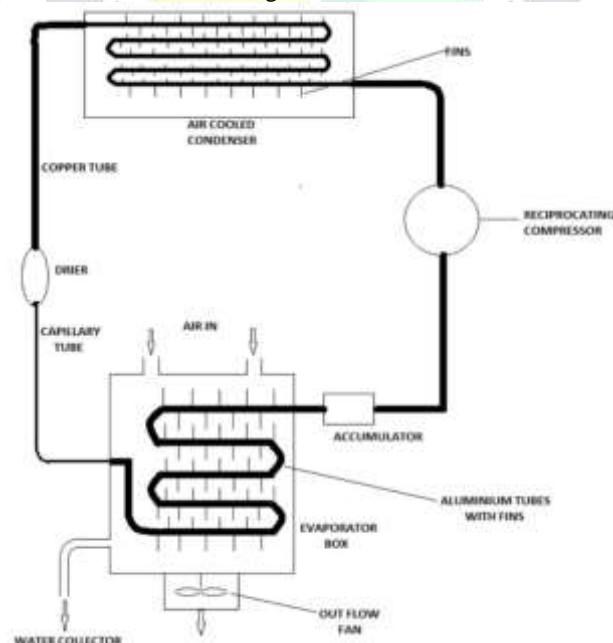 FINS
AIR COOLED
CONDENSER
COPPER TUBE
RECIPROCATING
COMPRESSOR
DRIER
CAPILLARY
TUBE
AIR IN
ACCUMULATOR
ALUMINIUM TUBES
WITH FINS
EVAPORATOR
BOX
OUT FLOW
FAN
WATER COLLECTOR